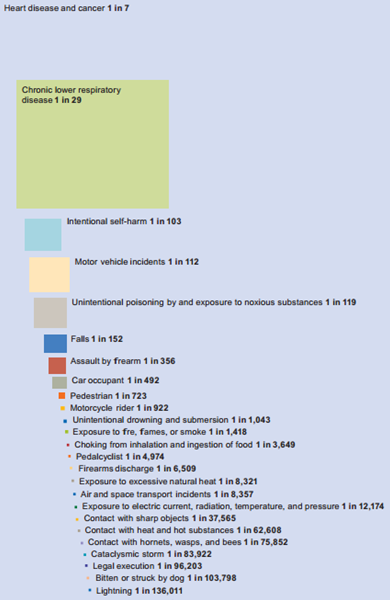 Heart disease and cancer 1 in 7
Chronic lower respiratory
disease 1 in 29
Intentional self-harm 1 in 103
Motor vehicle incidents 1 in 112
Unintentional poisoning by and exposure to noxious substances 1 in 119
Falls 1 in 152
Assault by frearm 1 in 356
Car occupant 1 in 492
Pedestrian 1 in 723
Motorcycle rider 1 in 922
Unintentional drowning and submersion 1 in 1,043
Exposure to fre, fames, or smoke 1 in 1,418
Choking from inhalation and ingestion of food 1 in 3,649
Pedalcyclist 1 in 4,974
Firearms discharge 1 in 6,509
Exposure to excessive natural heat 1 in 8,321
Air and space transport incidents 1 in 8,357
Exposure to electric current, radiation, temperature, and pressure 1 in 12,174
Contact with sharp objects 1 in 37,565
Contact with heat and hot substances 1 in 62,608
Contact with hornets, wasps, and bees 1 in 75,852
Cataclysmic storm 1 in 83,922
Legal execution 1 in 96,203
Bitten or struck by dog 1 in 103,798
Lightning 1 in 136,011